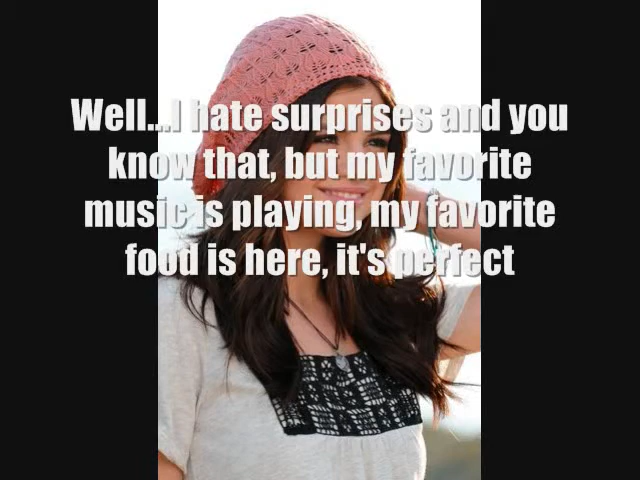 Well...I hate surprises and you
know that, but my favorite
music is playing, my favorite
food is here, it's perfect